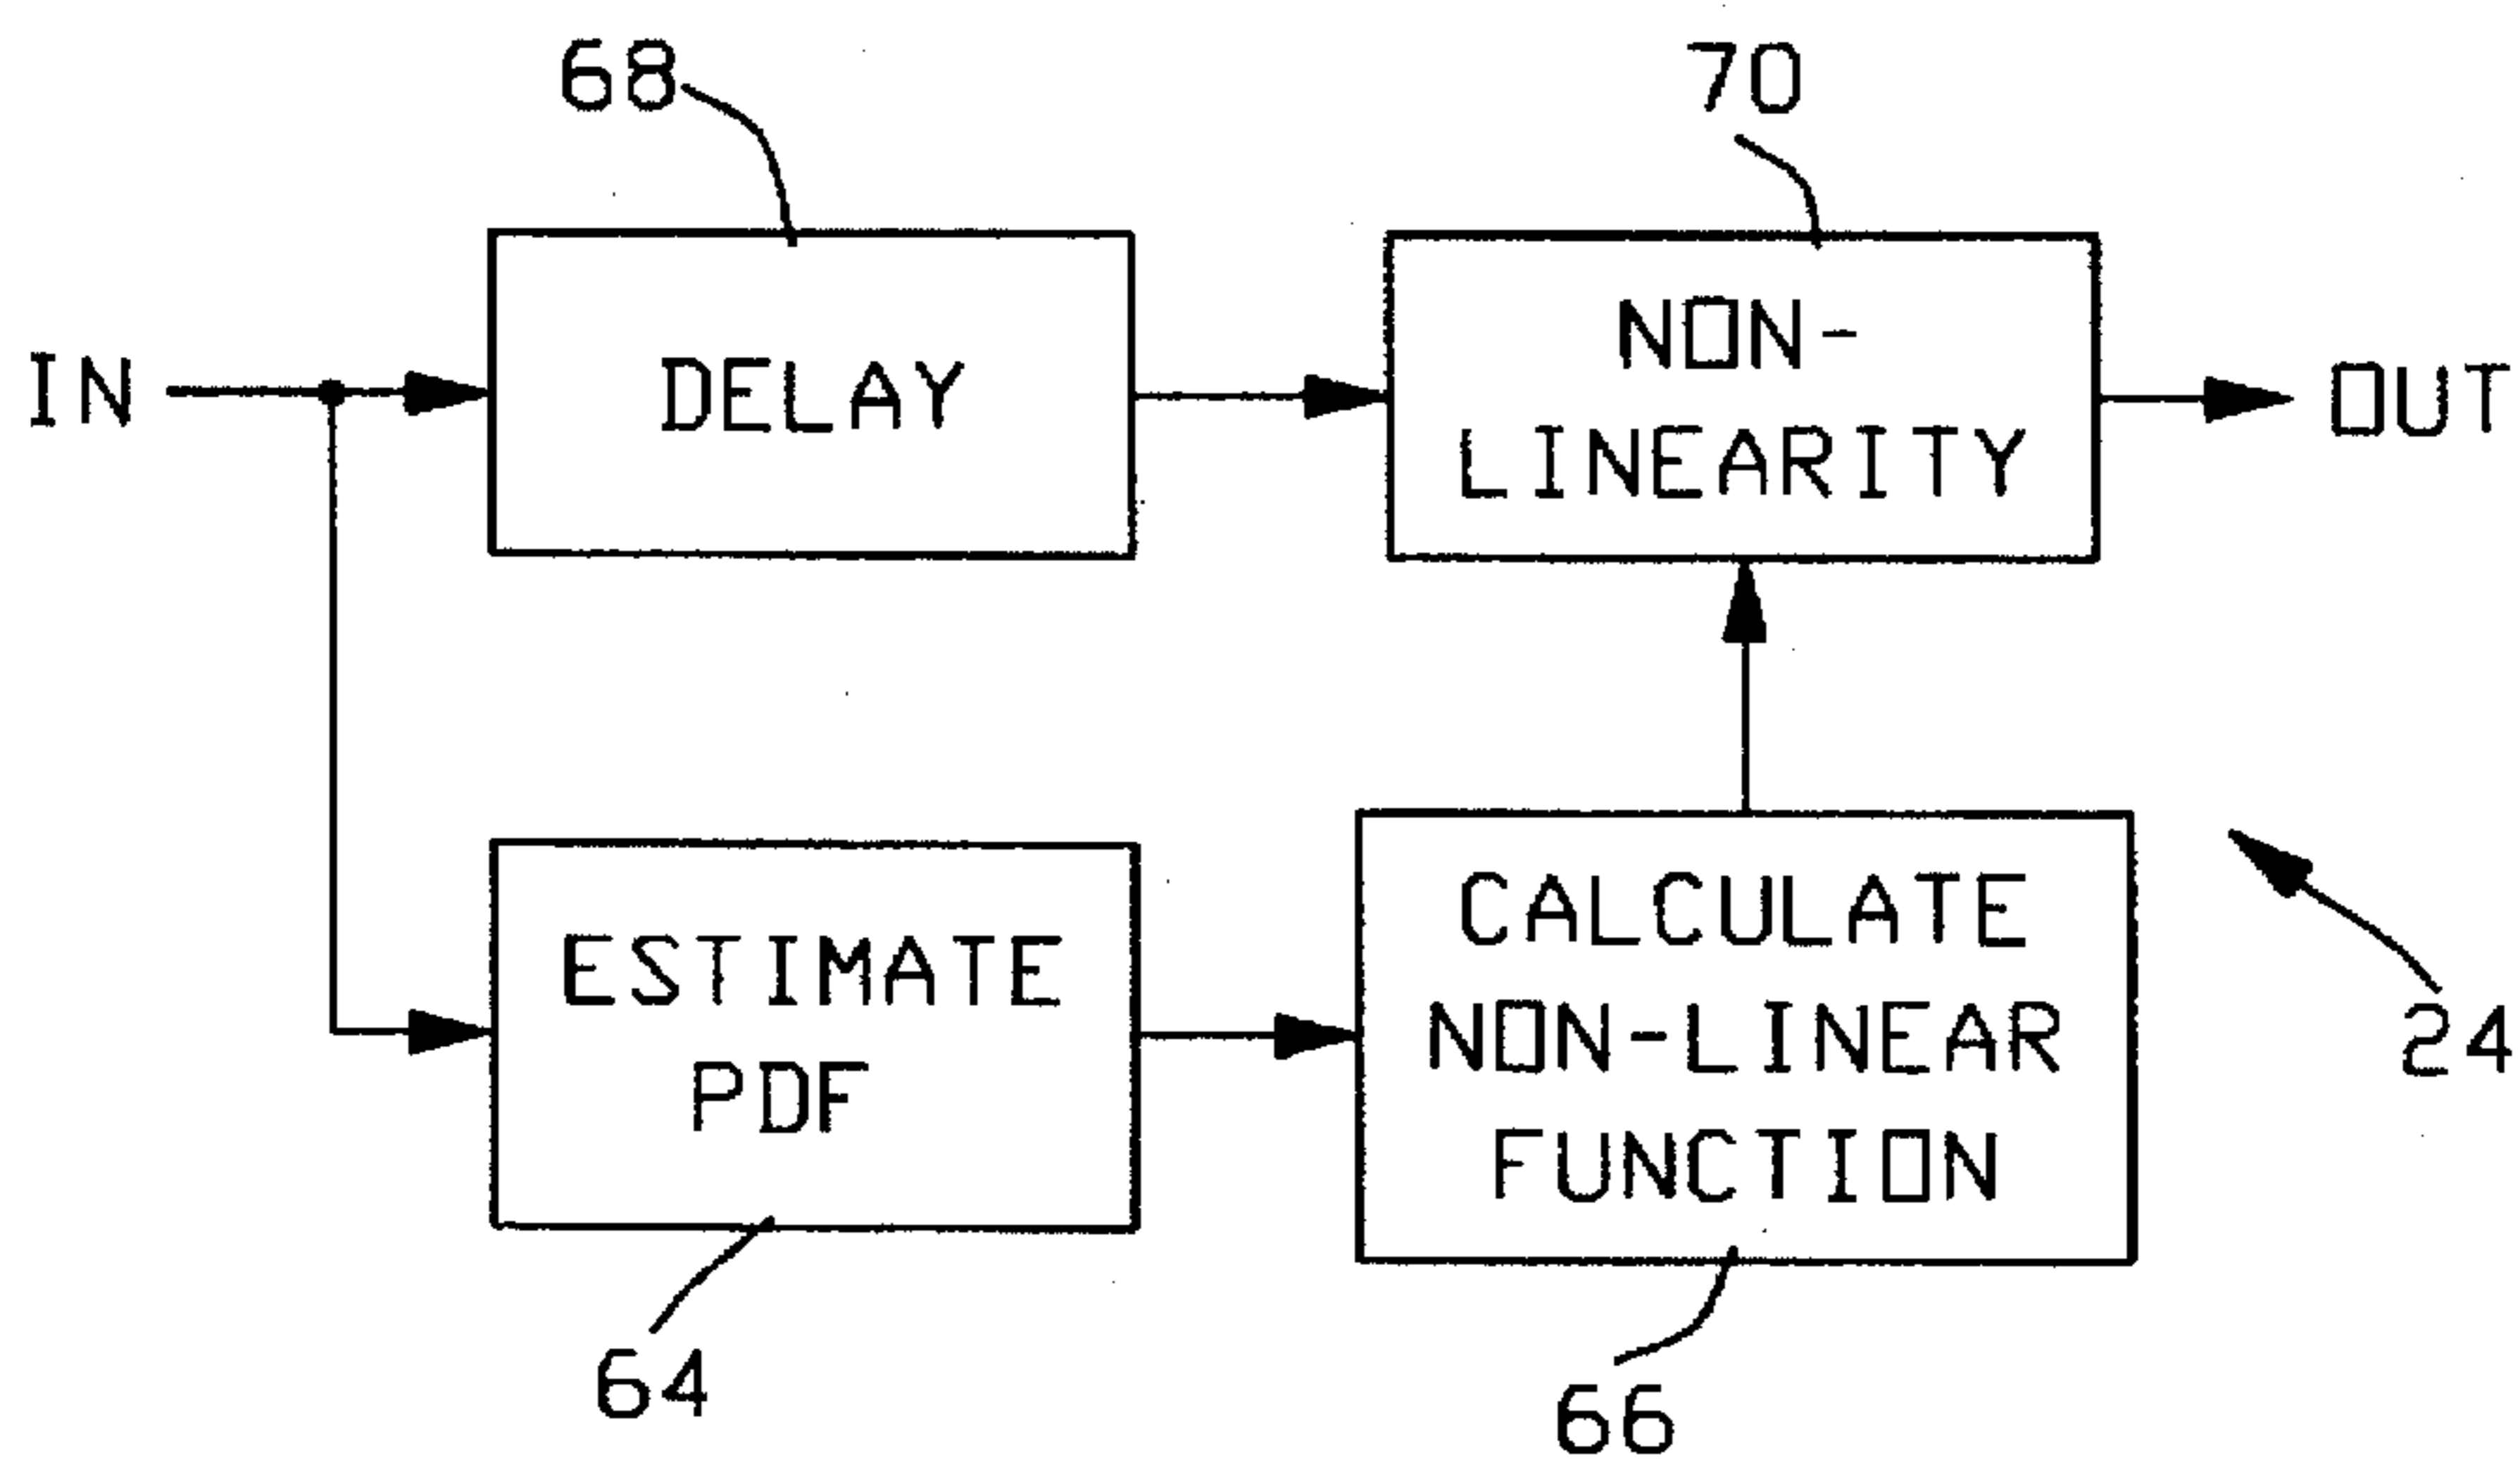 68
70
IN
DELAY
NON-
LINEARITY
OUT
ESTIMATE
PDF
CALCULATE
NON-LINEAR
FUNCTION
24
64
66